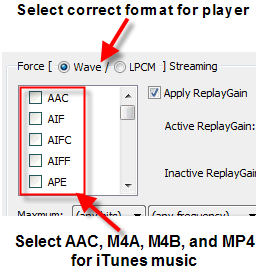 Select correct format for player
Force [ Wave / LPCM ] Streaming
AAC
AIF
AIFC
AIFF
APE
Apply ReplayGain
Active ReplayGain:
Inactive ReplayGain
(any bits)
(any frequency)
Select AAC, M4A, M4B, and MP4
for iTunes music